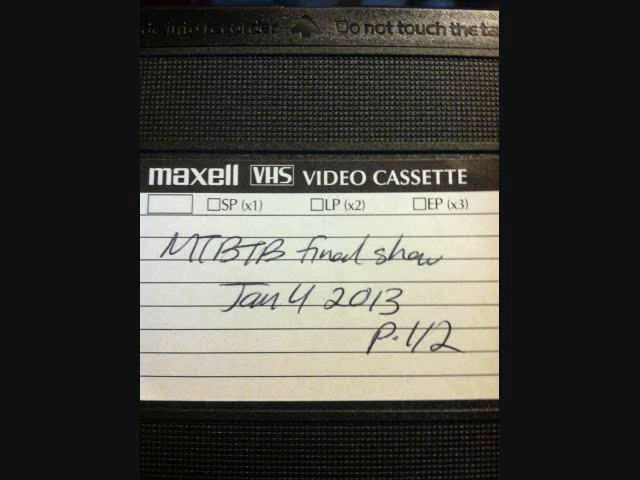 Do not touch the ta
maxell VHS VIDEO CASSETTE
SP (x1) LP (x2) EP (x3)
MTBTB final show
Jan 4 2013
P. 1/2